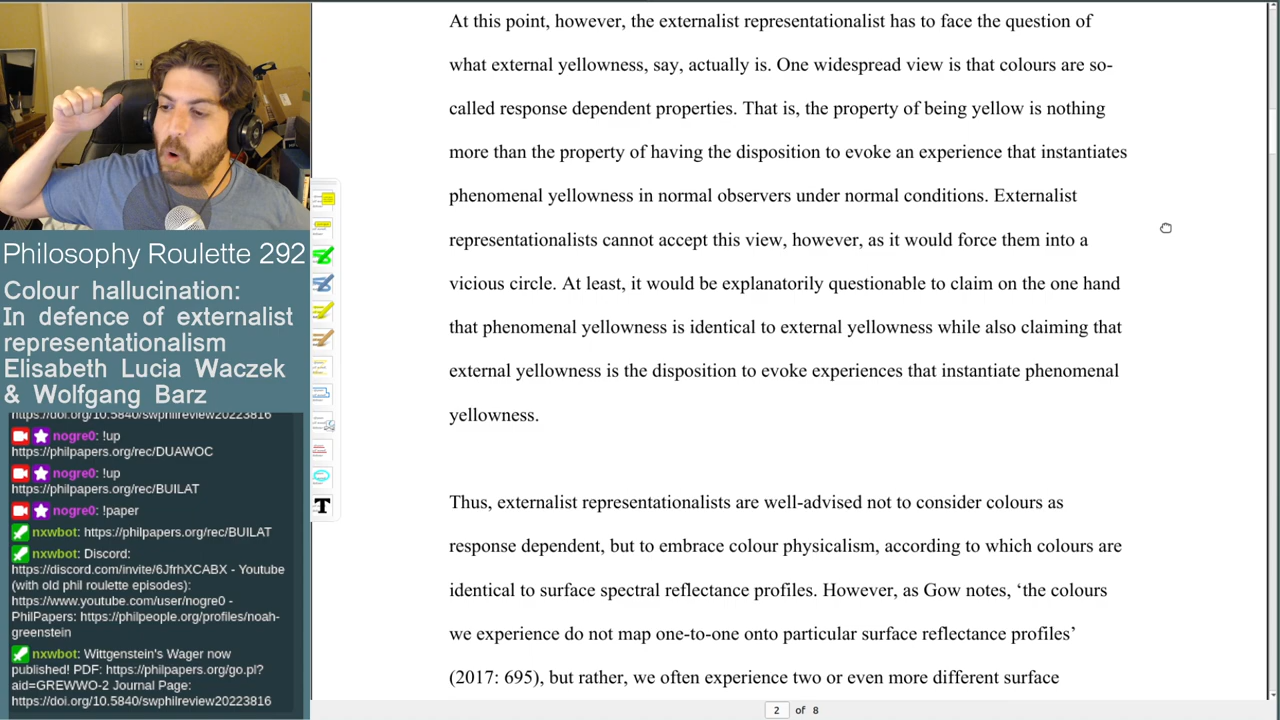 At this point, however, the externalist representationalist has to face the question of
what external yellowness, say, actually is. One widespread view is that colours are so-
called response dependent properties. That is, the property of being yellow is nothing
more than the property of having the disposition to evoke an experience that instantiates
phenomenal yellowness in normal observers under normal conditions. Externalist
representationalists cannot accept this view, however, as it would force them into a
vicious circle. At least, it would be explanatorily questionable to claim on the one hand
that phenomenal yellowness is identical to external yellowness while also claiming that
external yellowness is the disposition to evoke experiences that instantiate phenomenal
yellowness.
Thus, externalist representationalists are well-advised not to consider colours as
response dependent, but to embrace colour physicalism, according to which colours are
identical to surface spectral reflectance profiles. However, as Gow notes, ‘the colours
we experience do not map one-to-one onto particular surface reflectance profiles’
(2017: 695), but rather, we often experience two or even more different surface
2 of 8
Philosophy Roulette 292
Colour hallucination:
In defence of externalist
representationalism
Elisabeth Lucia Waczek
& Wolfgang Barz
https://doi.org/10.5840/swphilreview20223816
nogre0: !up
https://philpapers.org/rec/DUAWOC
nogre0: !up
https://philpapers.org/rec/BUILAT
nogre0: !paper
nxwbot: https://philpapers.org/rec/BUILAT
nxwbot: Discord:
https://discord.com/invite/6JfrhXCABX - Youtube
(with old phil roulette episodes):
https://www.youtube.com/user/nogre0 -
PhilPapers: https://philpeople.org/profiles/noah-
greenstein
nxwbot: Wittgenstein's Wager now
published! PDF: https://philpapers.org/go.pl?
aid=GREWWO-2 Journal Page:
https://doi.org/10.5840/swphilreview20223816
T